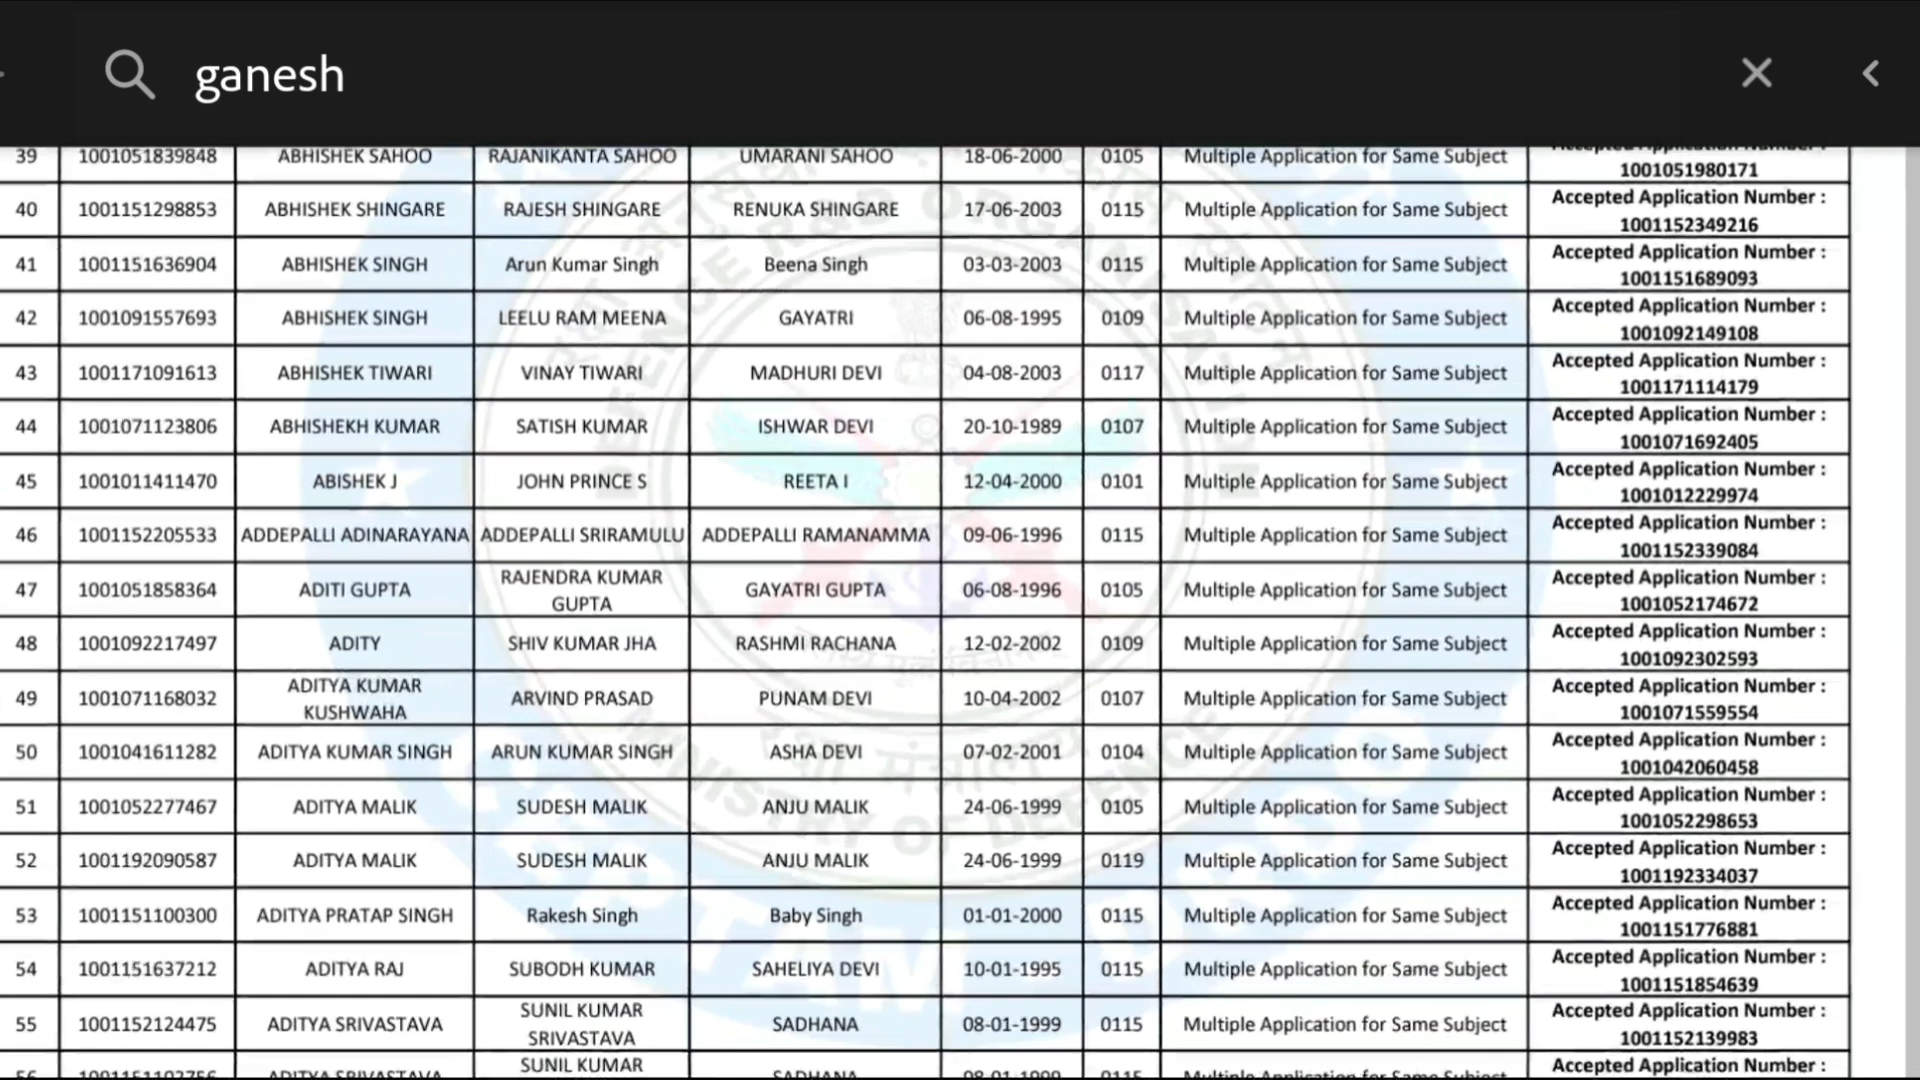 ganesh
39 1001051839848 ABHISHEK SAHOO RAJANIKANTA SAHOO UMARANI SAHOO 18-06-2000 0105 Multiple Application for Same Subject Accepted Application Number : 1001051980171
40 1001151298853 ABHISHEK SHINGARE RAJESH SHINGARE RENUKA SHINGARE 17-06-2003 0115 Multiple Application for Same Subject Accepted Application Number : 1001152349216
41 1001151636904 ABHISHEK SINGH Arun Kumar Singh Beena Singh 03-03-2003 0115 Multiple Application for Same Subject Accepted Application Number : 1001151689093
42 1001091557693 ABHISHEK SINGH LEELU RAM MEENA GAYATRI 06-08-1995 0109 Multiple Application for Same Subject Accepted Application Number : 1001092149108
43 1001171091613 ABHISHEK TIWARI VINAY TIWARI MADHURI DEVI 04-08-2003 0117 Multiple Application for Same Subject Accepted Application Number : 1001171114179
44 1001071123806 ABHISHEKH KUMAR SATISH KUMAR ISHWAR DEVI 20-10-1989 0107 Multiple Application for Same Subject Accepted Application Number : 1001071692405
45 1001011411470 ABISHEK J JOHN PRINCE S REETA I 12-04-2000 0101 Multiple Application for Same Subject Accepted Application Number : 1001012229974
46 1001152205533 ADDEPALLI ADINARAYANA ADDEPALLI SRIRAMULU ADDEPALLI RAMANAMMA 09-06-1996 0115 Multiple Application for Same Subject Accepted Application Number : 1001152339084
47 1001051858364 ADITI GUPTA RAJENDRA KUMAR GUPTA GAYATRI GUPTA 06-08-1996 0105 Multiple Application for Same Subject Accepted Application Number : 1001052174672
48 1001092217497 ADITY SHIV KUMAR JHA RASHMI RACHANA 12-02-2002 0109 Multiple Application for Same Subject Accepted Application Number : 1001092302593
49 1001071168032 ADITYA KUMAR KUSHWAHA ARVIND PRASAD PUNAM DEVI 10-04-2002 0107 Multiple Application for Same Subject Accepted Application Number : 1001071559554
50 1001041611282 ADITYA KUMAR SINGH ARUN KUMAR SINGH ASHA DEVI 07-02-2001 0104 Multiple Application for Same Subject Accepted Application Number : 1001042060458
51 1001052277467 ADITYA MALIK SUDESH MALIK ANJU MALIK 24-06-1999 0105 Multiple Application for Same Subject Accepted Application Number : 1001052298653
52 1001192090587 ADITYA MALIK SUDESH MALIK ANJU MALIK 24-06-1999 0119 Multiple Application for Same Subject Accepted Application Number : 1001192334037
53 1001151100300 ADITYA PRATAP SINGH Rakesh Singh Baby Singh 01-01-2000 0115 Multiple Application for Same Subject Accepted Application Number : 1001151776881
54 1001151637212 ADITYA RAJ SUBODH KUMAR SAHELIYA DEVI 10-01-1995 0115 Multiple Application for Same Subject Accepted Application Number : 1001151854639
55 1001152124475 ADITYA SRIVASTAVA SUNIL KUMAR SRIVASTAVA SADHANA 08-01-1999 0115 Multiple Application for Same Subject Accepted Application Number : 1001152139983
SUNIL KUMAR Accepted Application Number :
DEFENCE R&D ORGANISATION
MINISTRY OF DEFENCE
रक्षा मंत्रालय
CEPTAM DRDO